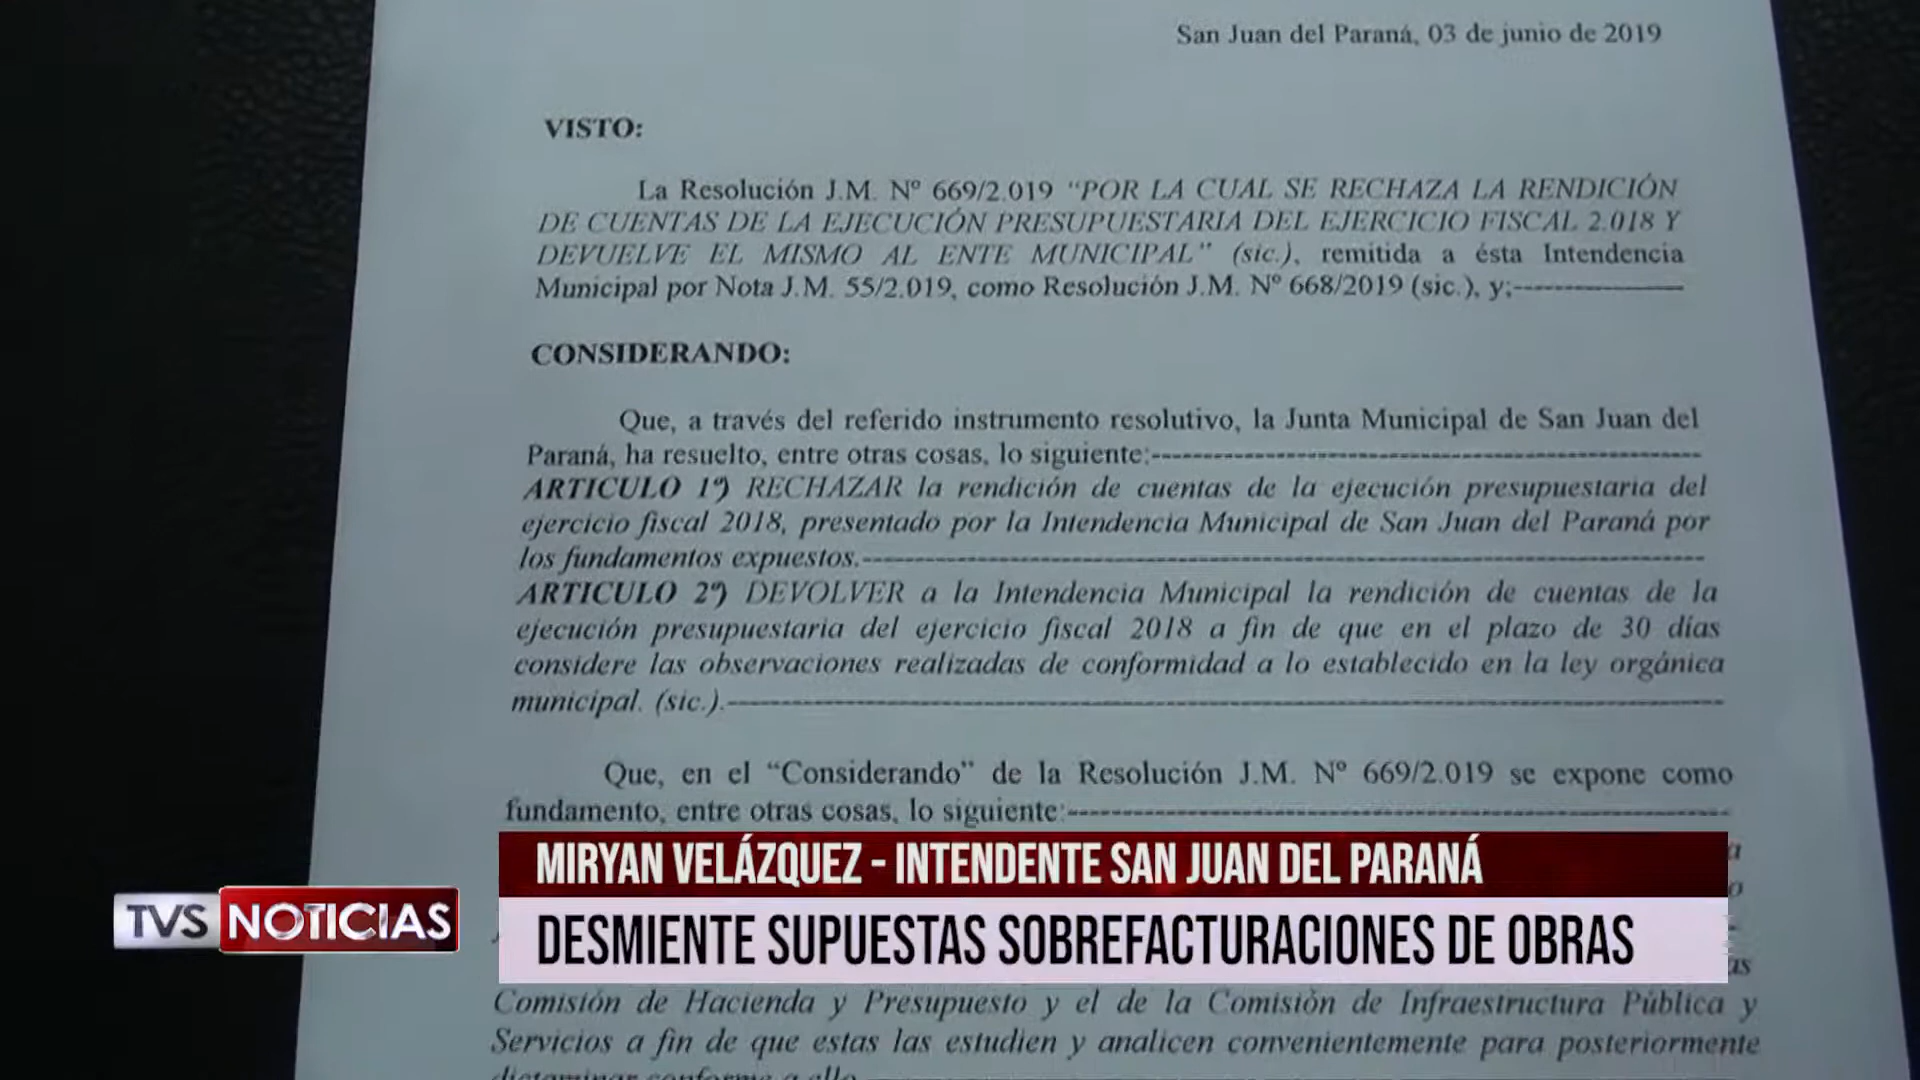 San Juan del Paraná, 03 de junio de 2019
VISTO:
La Resolución J.M. Nº 669/2.019 “POR LA CUAL SE RECHAZA LA RENDICIÓN
DE CUENTAS DE LA EJECUCIÓN PRESUPUESTARIA DEL EJERCICIO FISCAL 2.018 Y
DEVUELVE EL MISMO AL ENTE MUNICIPAL” (sic.), remitida a ésta Intendencia
Municipal por Nota J.M. 55/2.019, como Resolución J.M. Nº 668/2019 (sic.), y;
CONSIDERANDO:
Que, a través del referido instrumento resolutivo, la Junta Municipal de San Juan del
Paraná, ha resuelto, entre otras cosas, lo siguiente:
ARTICULO 1º) RECHAZAR la rendición de cuentas de la ejecución presupuestaria del
ejercicio fiscal 2018, presentado por la Intendencia Municipal de San Juan del Paraná por
los fundamentos expuestos.
ARTICULO 2º) DEVOLVER a la Intendencia Municipal la rendición de cuentas de la
ejecución presupuestaria del ejercicio fiscal 2018 a fin de que en el plazo de 30 días
considere las observaciones realizadas de conformidad a lo establecido en la ley orgánica
municipal. (sic.).
Que, en el “Considerando” de la Resolución J.M. Nº 669/2.019 se expone como
fundamento, entre otras cosas, lo siguiente:
MIRYAN VELÁZQUEZ - INTENDENTE SAN JUAN DEL PARANÁ
TVS NOTICIAS
DESMIENTE SUPUESTAS SOBREFACTURACIONES DE OBRAS
Comisión de Hacienda y Presupuesto y el de la Comisión de Infraestructura Pública y
Servicios a fin de que estas las estudien y analicen convenientemente para posteriormente